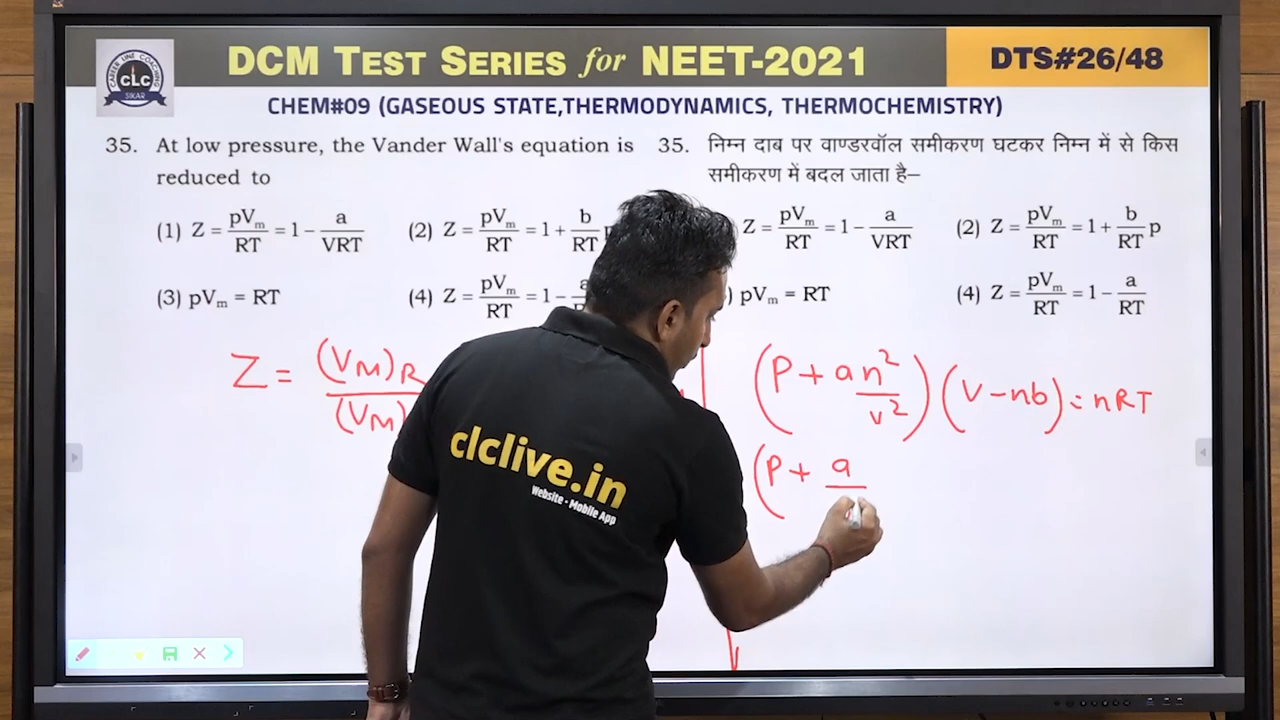 DCM TEST SERIES for NEET-2021
DTS#26/48
CAREER LINE COACHING
CLC
SIKAR
CHEM#09 (GASEOUS STATE,THERMODYNAMICS, THERMOCHEMISTRY)
35. At low pressure, the Vander Wall's equation is
reduced to
(1) Z = pVm/RT = 1 - a/VRT
(2) Z = pVm/RT = 1 + b/RT
(3) pVm = RT
(4) Z = pVm/RT = 1 -
35. निम्न दाब पर वाण्डरवॉल समीकरण घटकर निम्न में से किस
समीकरण में बदल जाता है–
Z = pVm/RT = 1 - a/VRT
(2) Z = pVm/RT = 1 + b/RT p
) pVm = RT
(4) Z = pVm/RT = 1 - a/RT
Z = (VM)R / (VM)
(P + an²/v²) (V - nb) = nRT
(P + a
clclive.in
Website - Mobile App